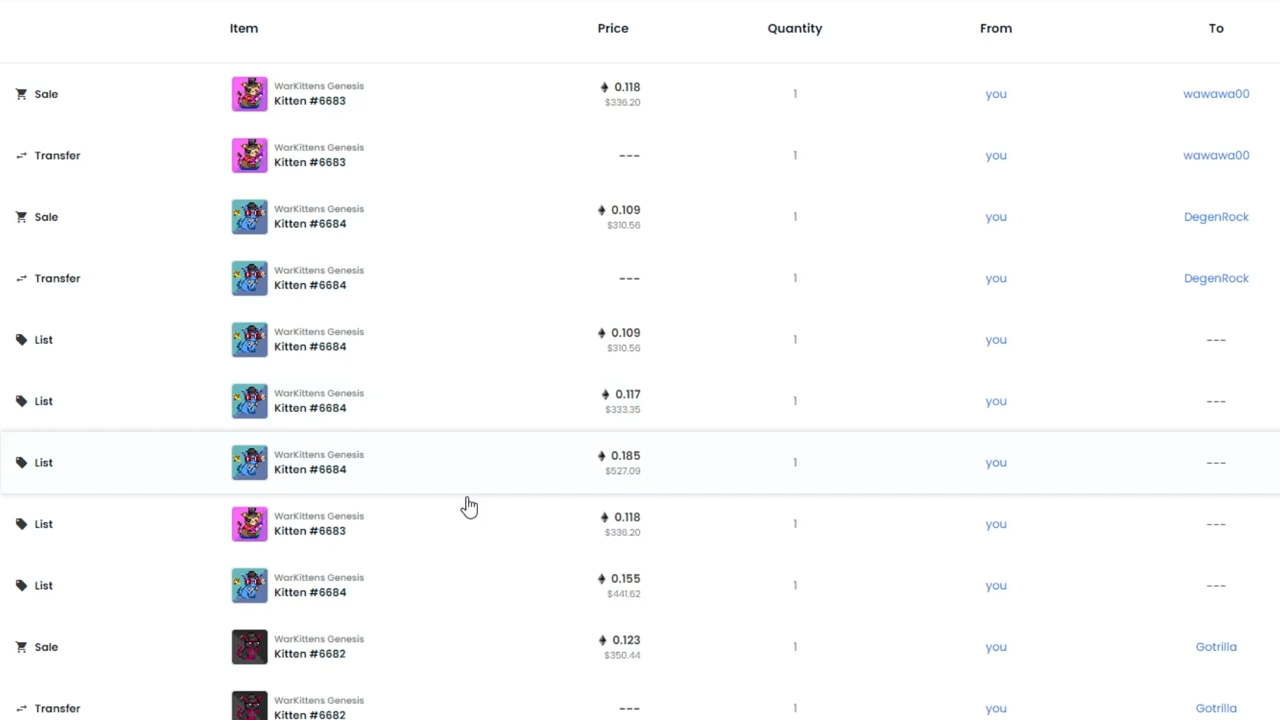 Item Price Quantity From To
Sale WarKittens Genesis Kitten #6683 0.118 $336.20 1 you wawawa00
Transfer WarKittens Genesis Kitten #6683 --- 1 you wawawa00
Sale WarKittens Genesis Kitten #6684 0.109 $310.56 1 you DegenRock
Transfer WarKittens Genesis Kitten #6684 --- 1 you DegenRock
List WarKittens Genesis Kitten #6684 0.109 $310.56 1 you ---
List WarKittens Genesis Kitten #6684 0.117 $333.35 1 you ---
List WarKittens Genesis Kitten #6684 0.185 $527.09 1 you ---
List WarKittens Genesis Kitten #6683 0.118 $336.20 1 you ---
List WarKittens Genesis Kitten #6684 0.155 $441.62 1 you ---
Sale WarKittens Genesis Kitten #6682 0.123 $350.44 1 you Gotrilla
Transfer WarKittens Genesis Kitten #6682 --- 1 you Gotrilla